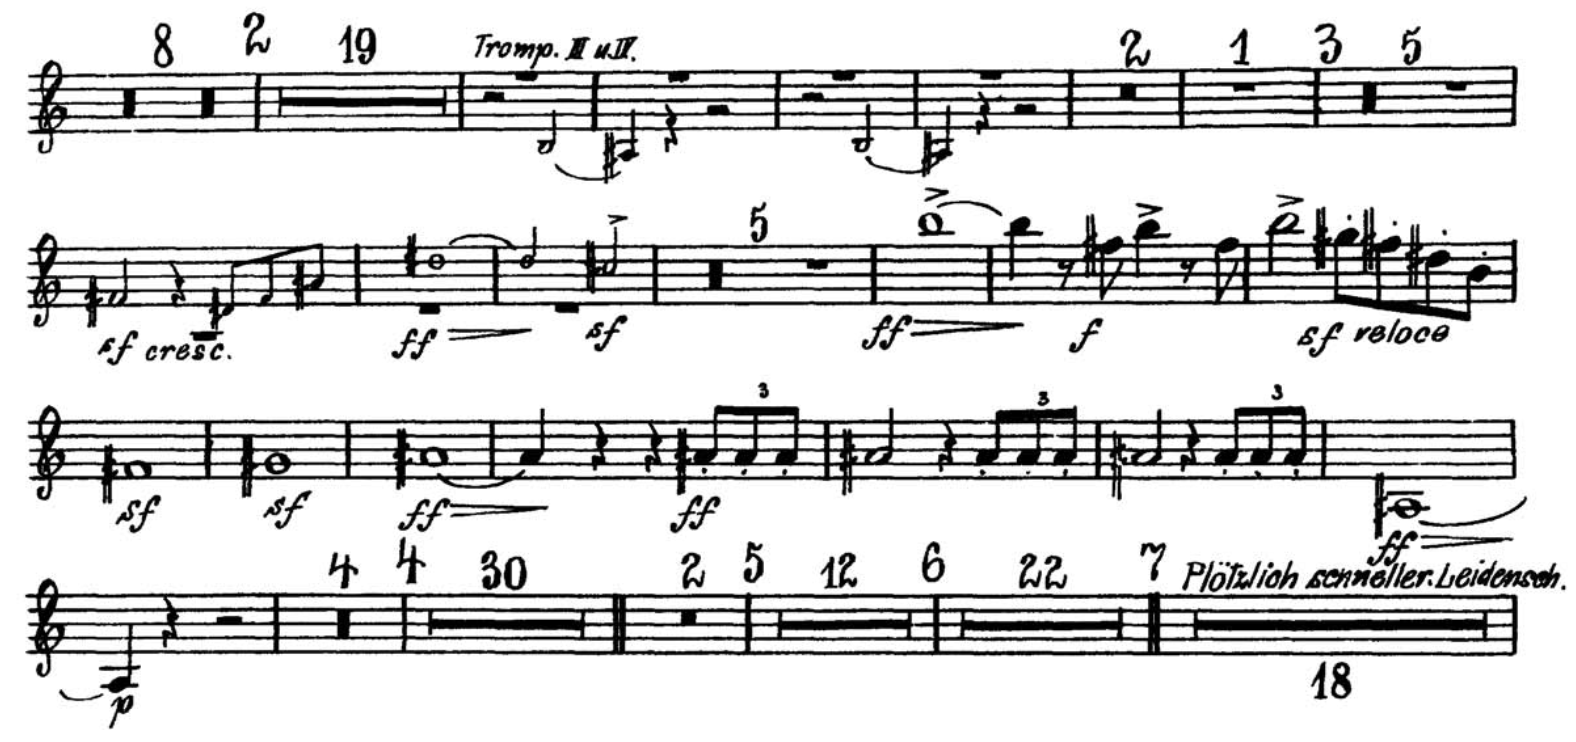 8 2 19 Tromp. III u. IV. 2 1 3 5
5
sf cresc. ff sf ff f sf veloce
3 3 3
sf sf ff ff ff
4 4 30 2 5 12 6 22 7 Plötzlich schneller. Leidensch.
p 18